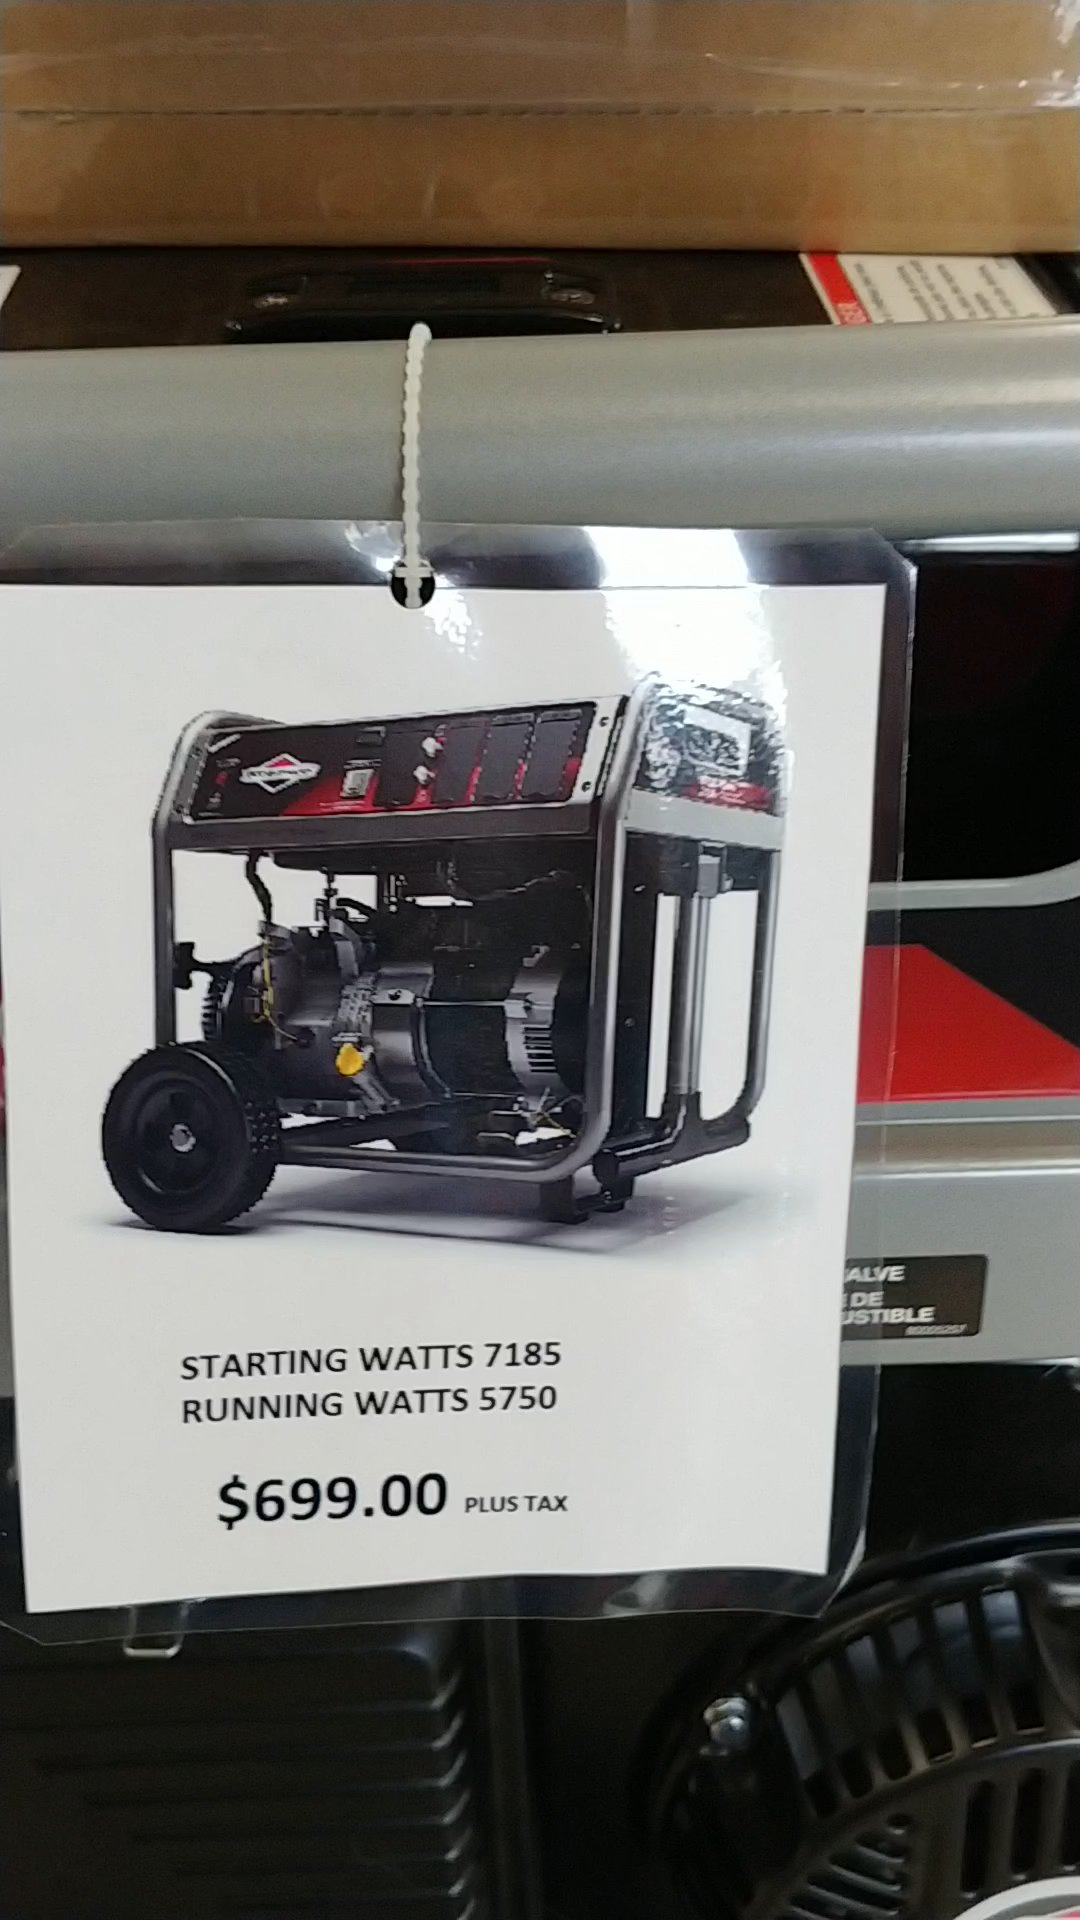 STARTING WATTS 7185
RUNNING WATTS 5750
$699.00 PLUS TAX
ALVE
DE
USTIBLE